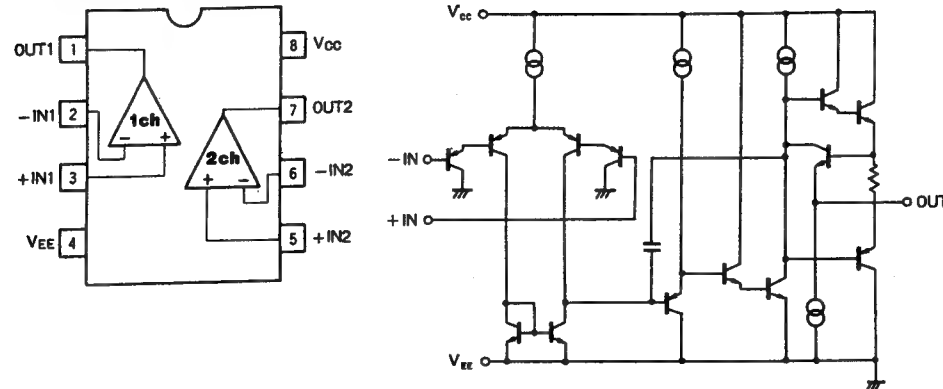 OUT1 1
8 VCC
-IN1 2
1ch
- +
7 OUT2
2ch
+IN1 3
+ -
6 -IN2
VEE 4
5 +IN2
Vcc
-IN
+IN
OUT
VEE